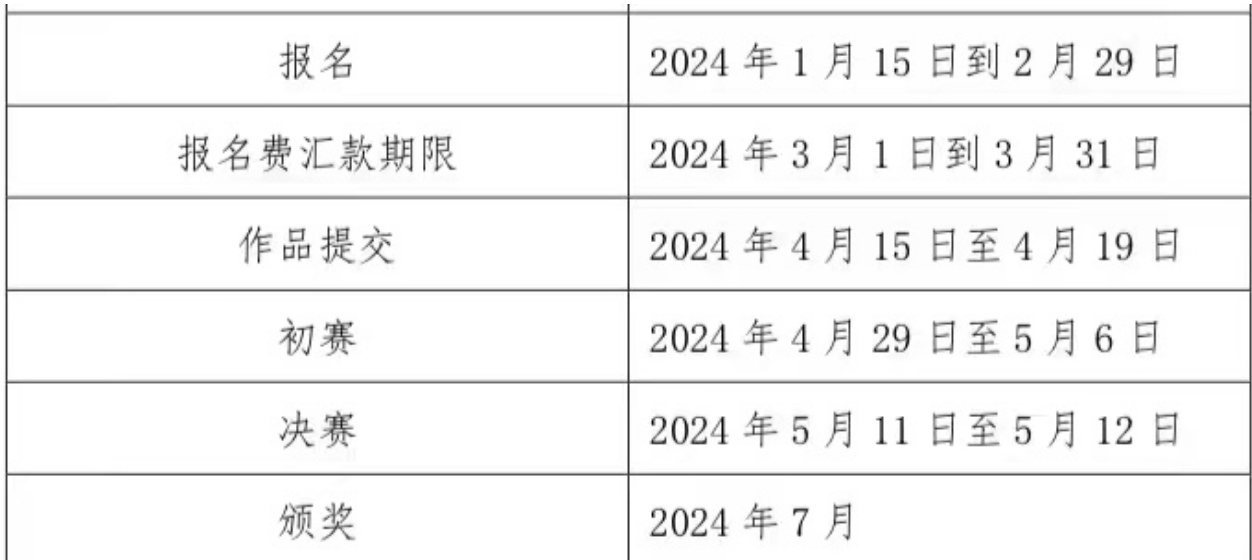 报名 2024 年 1 月 15 日到 2 月 29 日
报名费汇款期限 2024 年 3 月 1 日到 3 月 31 日
作品提交 2024 年 4 月 15 日至 4 月 19 日
初赛 2024 年 4 月 29 日至 5 月 6 日
决赛 2024 年 5 月 11 日至 5 月 12 日
颁奖 2024 年 7 月